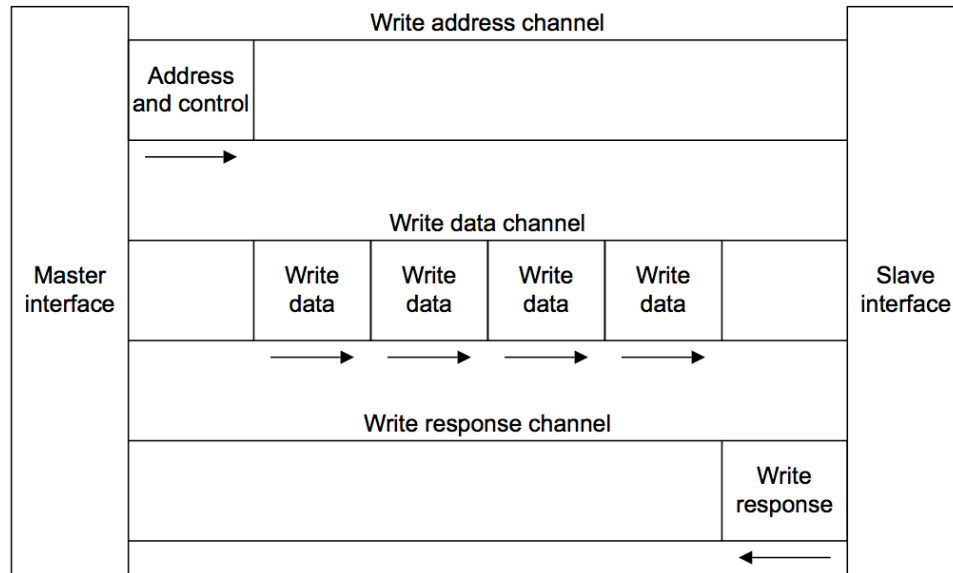 Write address channel
Address
and control
Write data channel
Master
interface
Write
data
Write
data
Write
data
Write
data
Slave
interface
Write response channel
Write
response